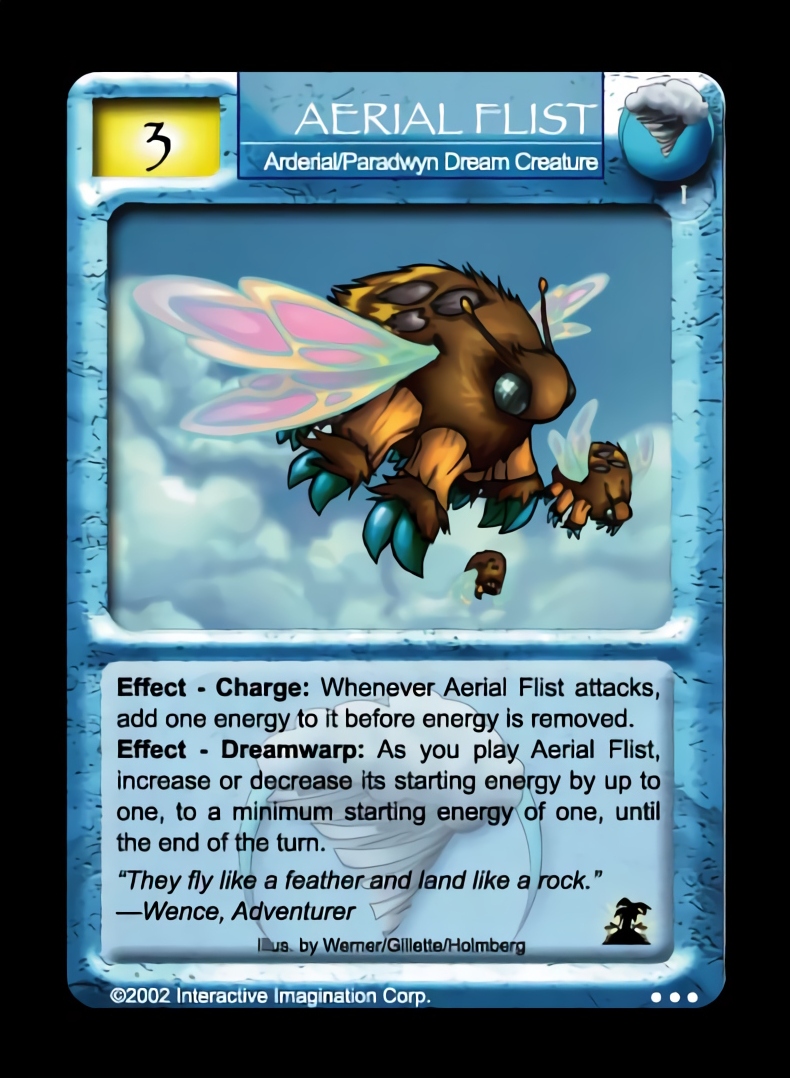 3
AERIAL FLIST
Arderial/Paradwyn Dream Creature
1
Effect - Charge: Whenever Aerial Flist attacks,
add one energy to it before energy is removed.
Effect - Dreamwarp: As you play Aerial Flist,
increase or decrease its starting energy by up to
one, to a minimum starting energy of one, until
the end of the turn.
“They fly like a feather and land like a rock.”
—Wence, Adventurer
Illus. by Werner/Gillette/Holmberg
©2002 Interactive Imagination Corp.